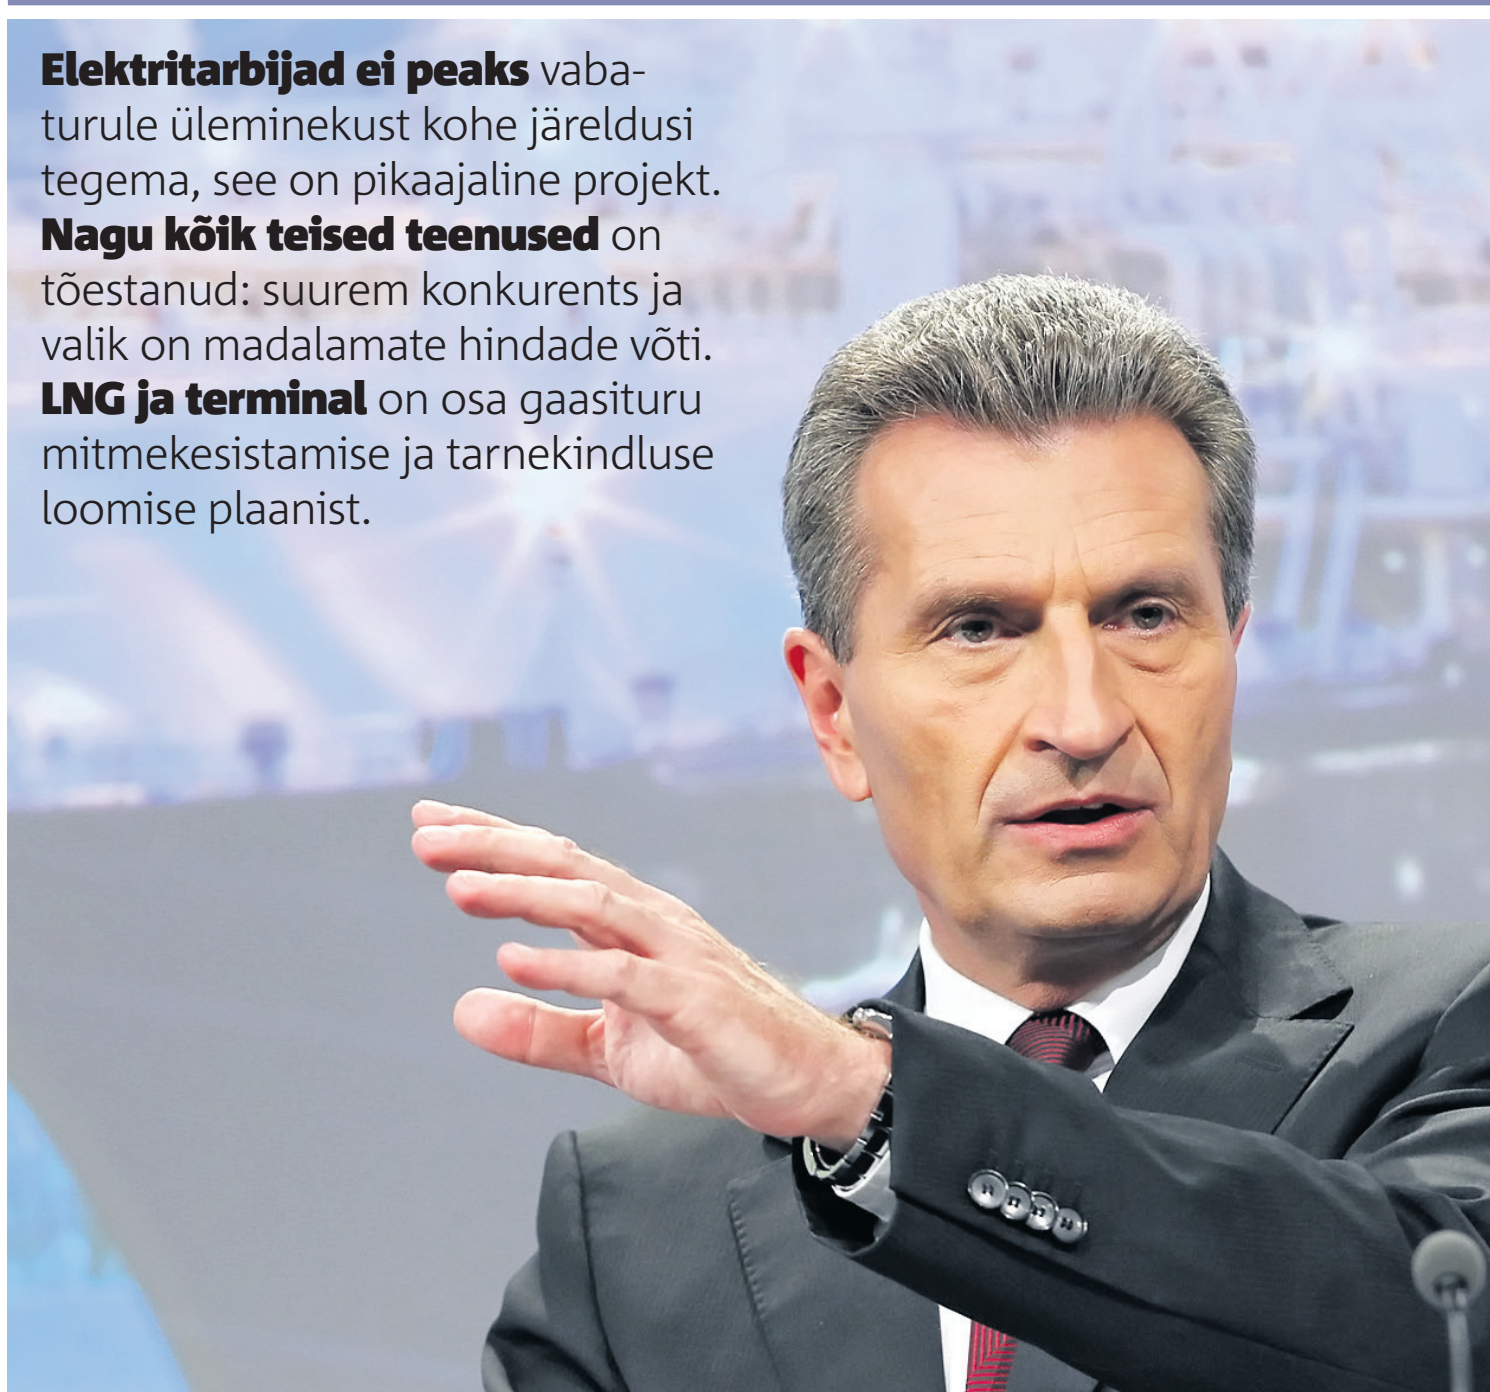 Elektritarbijad ei peaks vaba-
turule üleminekust kohe järeldusi
tegema, see on pikaajaline projekt.
Nagu kõik teised teenused on
tõestanud: suurem konkurents ja
valik on madalamate hindade võti.
LNG ja terminal on osa gaasituru
mitmekesistamise ja tarnekindluse
loomise plaanist.